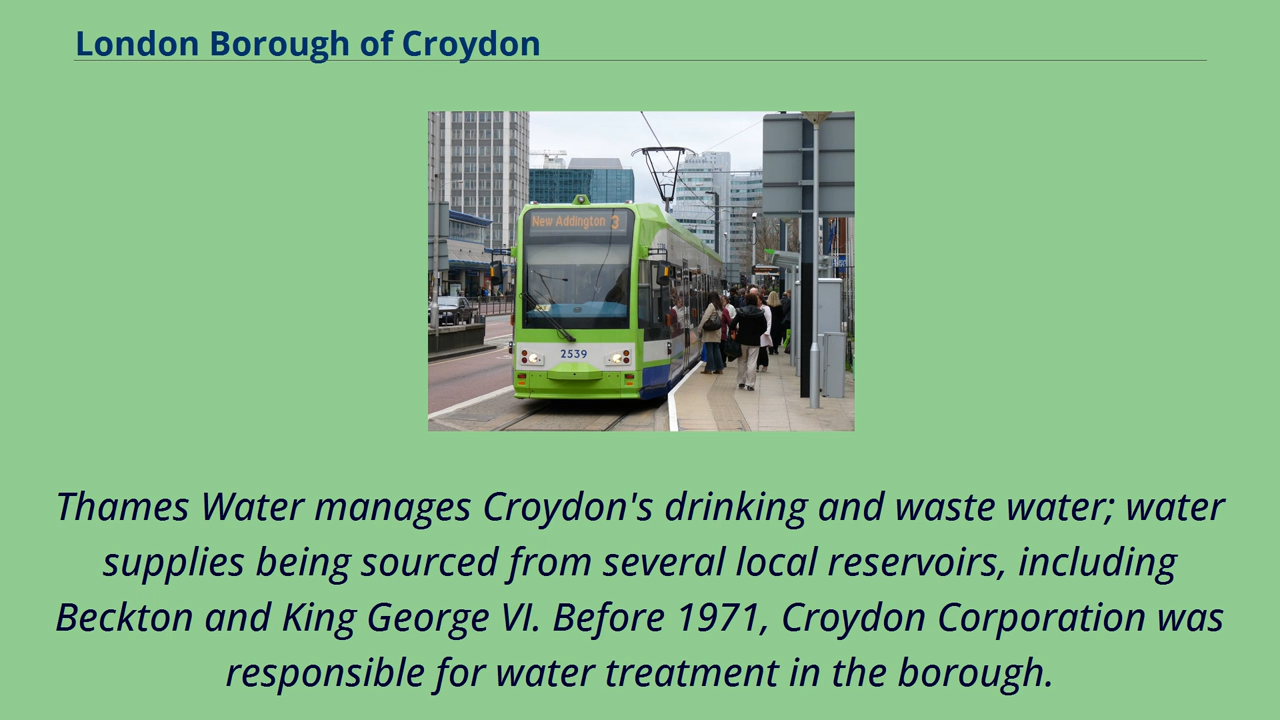 London Borough of Croydon
New Addington 3
2539
Thames Water manages Croydon's drinking and waste water; water
supplies being sourced from several local reservoirs, including
Beckton and King George VI. Before 1971, Croydon Corporation was
responsible for water treatment in the borough.